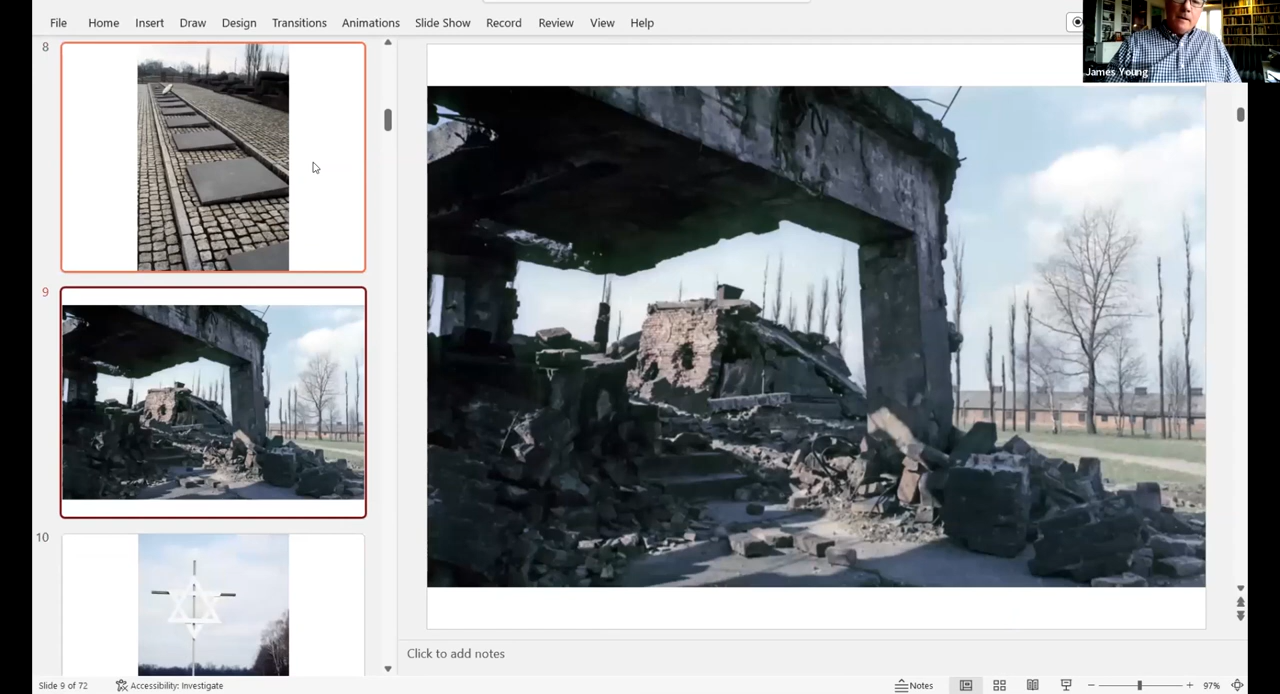 File Home Insert Draw Design Transitions Animations Slide Show Record Review View Help
James Young
8
9
10
Click to add notes
Slide 9 of 72 Accessibility: Investigate Notes 97%